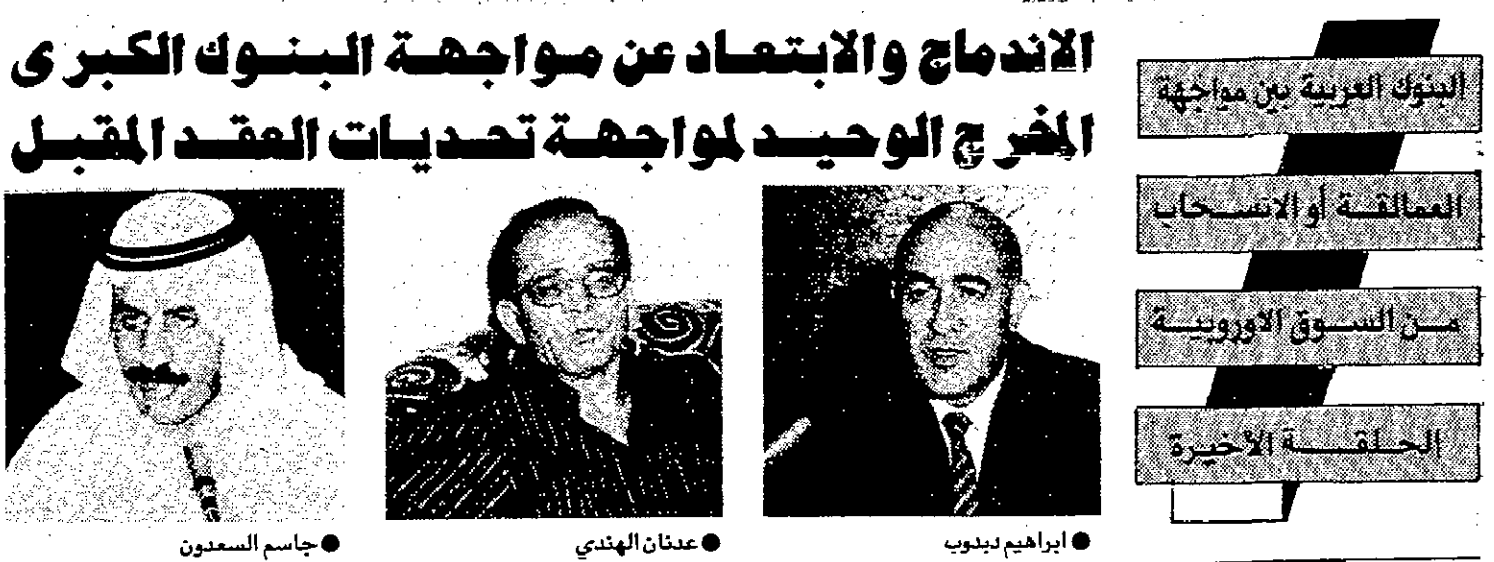 الاندماج والابتعاد عن مواجهة البنوك الكبرى
المخرج الوحيد لمواجهة تحديات العقد المقبل
البنوك العربية بين مواجهة
العمالقة أو الانسحاب
من السوق الاوروبية
الحلقة الأخيرة
ابراهيم دبدوب
عدنان الهندي
جاسم السعدون